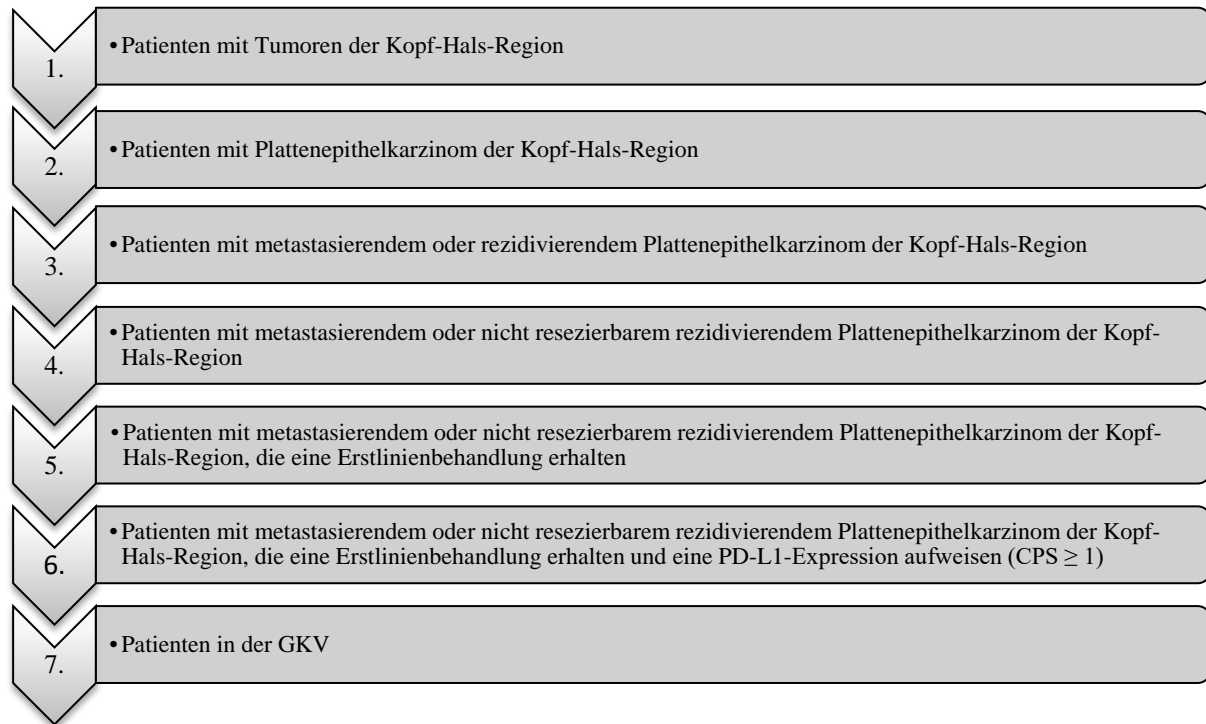 1.
• Patienten mit Tumoren der Kopf-Hals-Region
2.
• Patienten mit Plattenepithelkarzinom der Kopf-Hals-Region
3.
• Patienten mit metastasierendem oder rezidivierendem Plattenepithelkarzinom der Kopf-Hals-Region
4.
• Patienten mit metastasierendem oder nicht resezierbarem rezidivierendem Plattenepithelkarzinom der Kopf-
Hals-Region
5.
• Patienten mit metastasierendem oder nicht resezierbarem rezidivierendem Plattenepithelkarzinom der Kopf-
Hals-Region, die eine Erstlinienbehandlung erhalten
6.
• Patienten mit metastasierendem oder nicht resezierbarem rezidivierendem Plattenepithelkarzinom der Kopf-
Hals-Region, die eine Erstlinienbehandlung erhalten und eine PD-L1-Expression aufweisen (CPS ≥ 1)
7.
• Patienten in der GKV